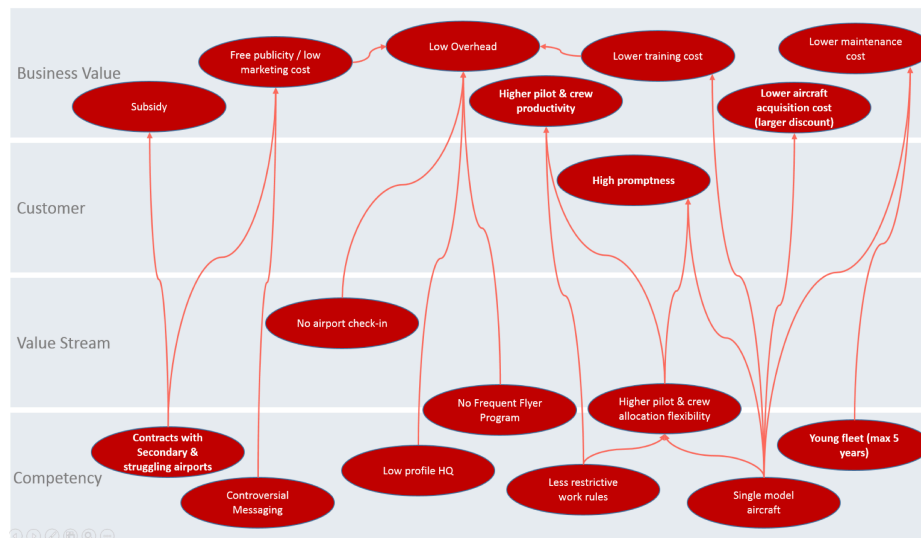 Business Value
Free publicity / low
marketing cost
Low Overhead
Lower training cost
Lower maintenance
cost
Subsidy
Higher pilot & crew
productivity
Lower aircraft
acquisition cost
(larger discount)
Customer
High promptness
Value Stream
No airport check-in
No Frequent Flyer
Program
Higher pilot & crew
allocation flexibility
Competency
Contracts with
Secondary &
struggling airports
Controversial
Messaging
Low profile HQ
Less restrictive
work rules
Single model
aircraft
Young fleet (max 5
years)